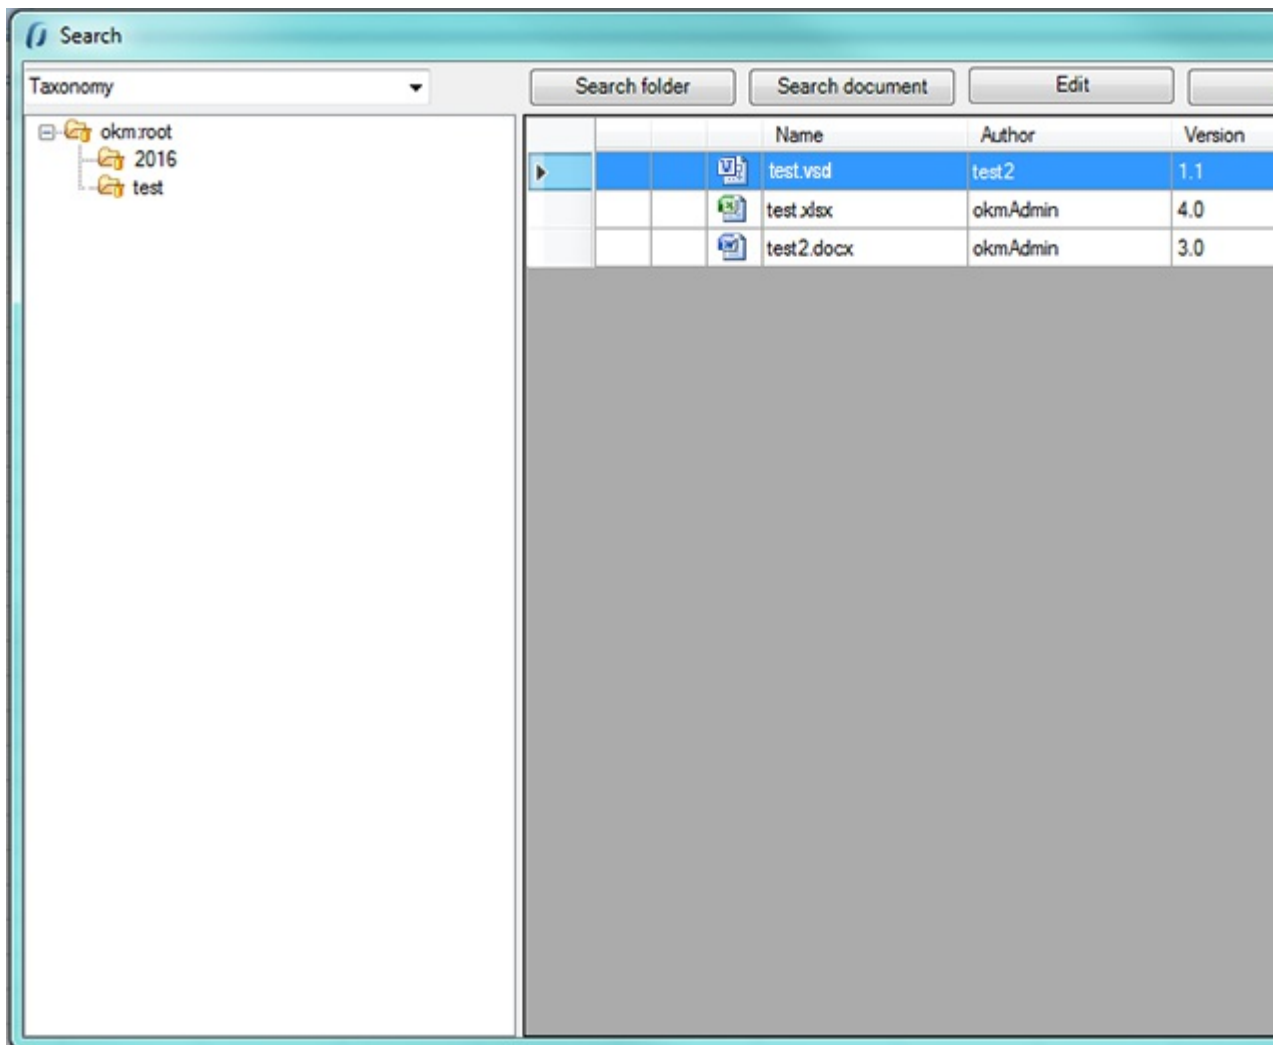 Search
Taxonomy
Search folder Search document Edit
okm:root
2016
test
Name Author Version
test.vsd test2 1.1
test.xlsx okmAdmin 4.0
test2.docx okmAdmin 3.0